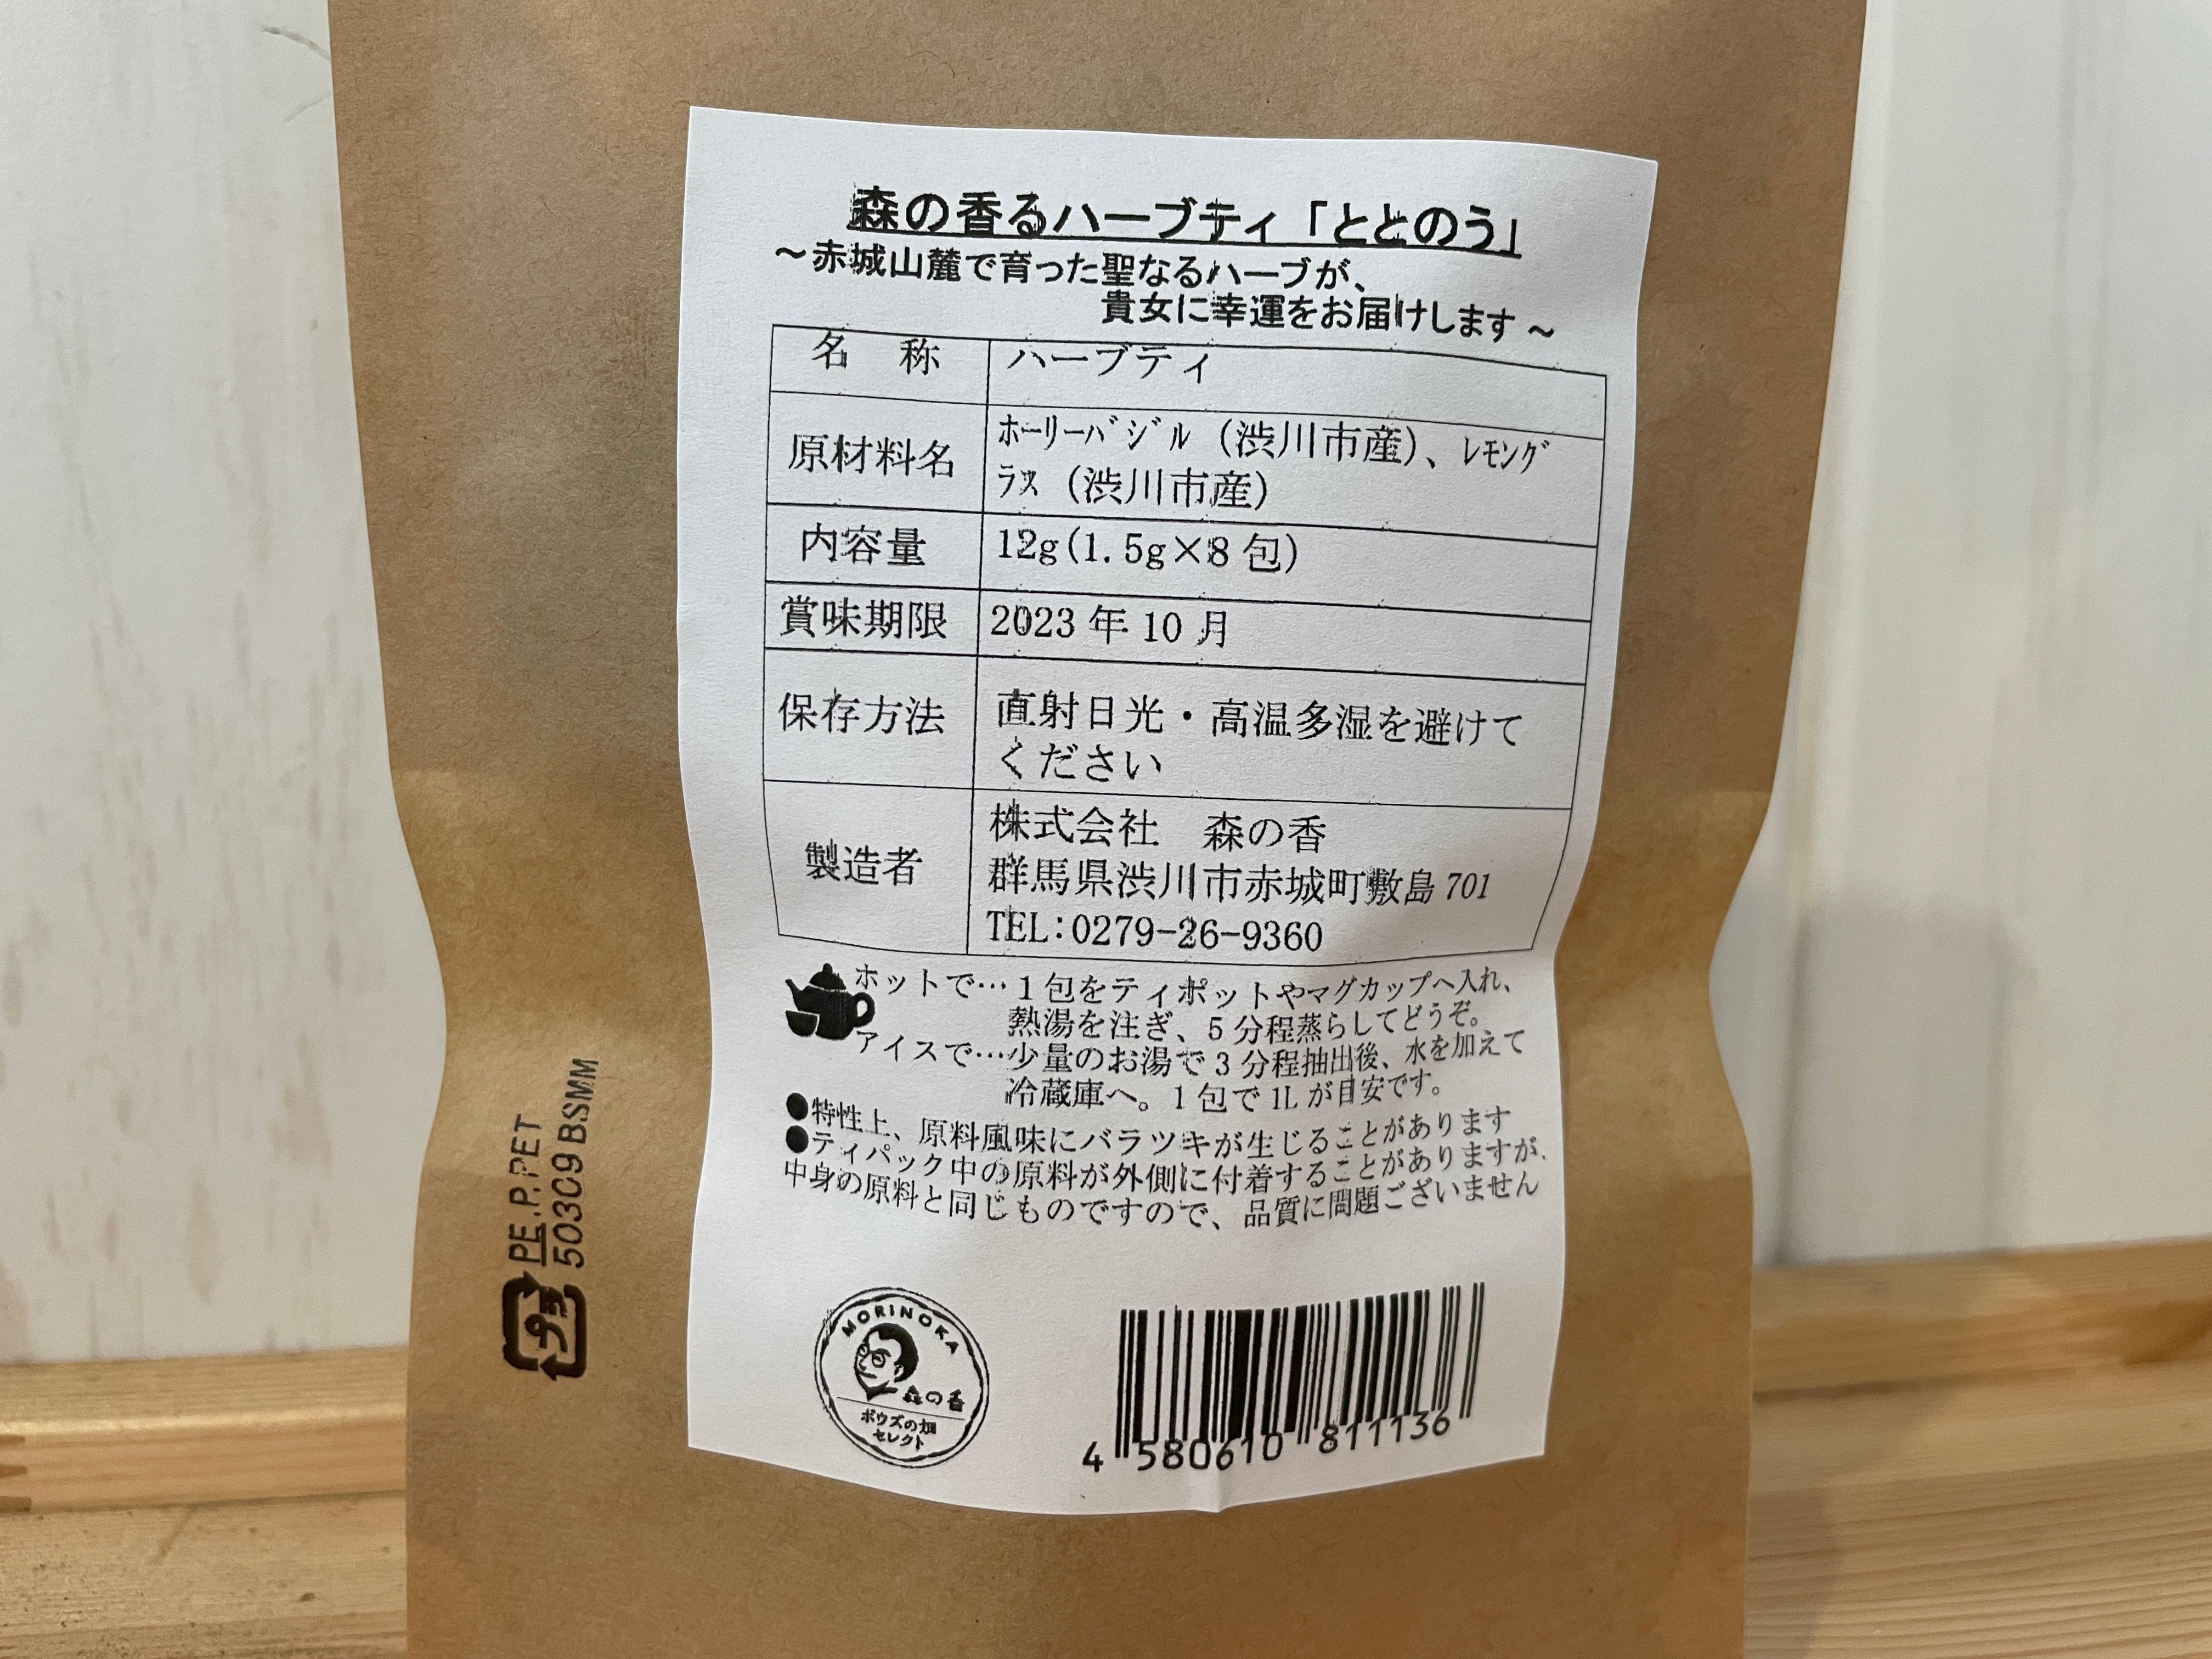 森の香るハーブティ「ととのう」
～赤城山麓で育った聖なるハーブが、
貴女に幸運をお届けします～
名　称 ハーブティ
原材料名 ﾎｰﾘｰﾊﾞｼﾞﾙ（渋川市産）、ﾚﾓﾝｸﾞ
ﾗｽ（渋川市産）
内容量 12g(1.5g×8 包)
賞味期限 2023 年 10 月
保存方法 直射日光・高温多湿を避けて
ください
製造者 株式会社　森の香
群馬県渋川市赤城町敷島 701
TEL:0279-26-9360
ホットで…1 包をティポットやマグカップへ入れ、
熱湯を注ぎ、5 分程蒸らしてどうぞ。
アイスで…少量のお湯で 3 分程抽出後、水を加えて
冷蔵庫へ。1 包で 1L が目安です。
●特性上、原料風味にバラツキが生じることがあります
●ティパック中の原料が外側に付着することがありますが、
中身の原料と同じものですので、品質に問題ございません
MORINOKA
森の香
ボウズの畑
セレクト
4 580610 811136
プラ
PE.P.PET
503C9 BSMM